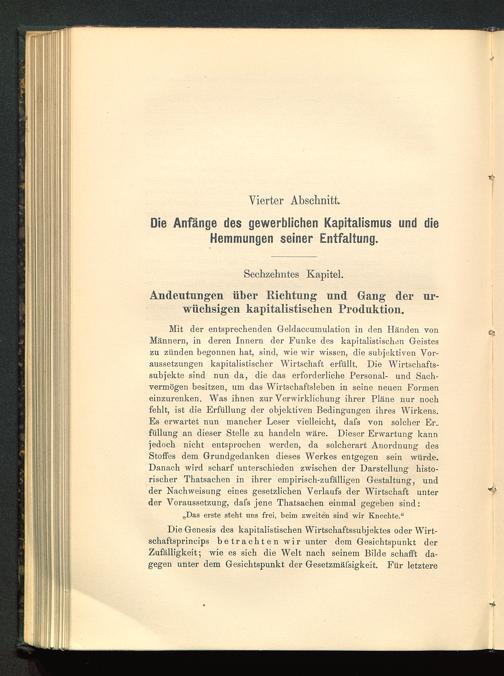 Vierter Abschnitt.
Die Anfänge des gewerblichen Kapitalismus und die
Hemmungen seiner Entfaltung.
Sechzehntes Kapitel.
Andeutungen über Richtung und Gang der ur-
wüchsigen kapitalistischen Produktion.
Mit der entsprechenden Geldaccumulation in den Händen von
Männern, in deren Innern der Funke des kapitalistischen Geistes
zu zünden begonnen hat, sind, wie wir wissen, die subjektiven Vor-
aussetzungen kapitalistischer Wirtschaft erfüllt. Die Wirtschafts-
subjekte sind nun da, die das erforderliche Personal- und Sach-
vermögen besitzen, um das Wirtschaftsleben in seine neuen Formen
einzurenken. Was ihnen zur Verwirklichung ihrer Pläne nur noch
fehlt, ist die Erfüllung der objektiven Bedingungen ihres Wirkens.
Es erwartet nun mancher Leser vielleicht, daſs von solcher Er-
füllung an dieser Stelle zu handeln wäre. Dieser Erwartung kann
jedoch nicht entsprochen werden, da solcherart Anordnung des
Stoffes dem Grundgedanken dieses Werkes entgegen sein würde.
Danach wird scharf unterschieden zwischen der Darstellung histo-
rischer Thatsachen in ihrer empirisch-zufälligen Gestaltung, und
der Nachweisung eines gesetzlichen Verlaufs der Wirtschaft unter
der Voraussetzung, daſs jene Thatsachen einmal gegeben sind:
„Das erste steht uns frei, beim zweiten sind wir Knechte.“
Die Genesis des kapitalistischen Wirtschaftssubjektes oder Wirt-
schaftsprincips betrachten wir unter dem Gesichtspunkt der
Zufälligkeit; wie es sich die Welt nach seinem Bilde schafft da-
gegen unter dem Gesichtspunkt der Gesetzmäſsigkeit. Für letztere